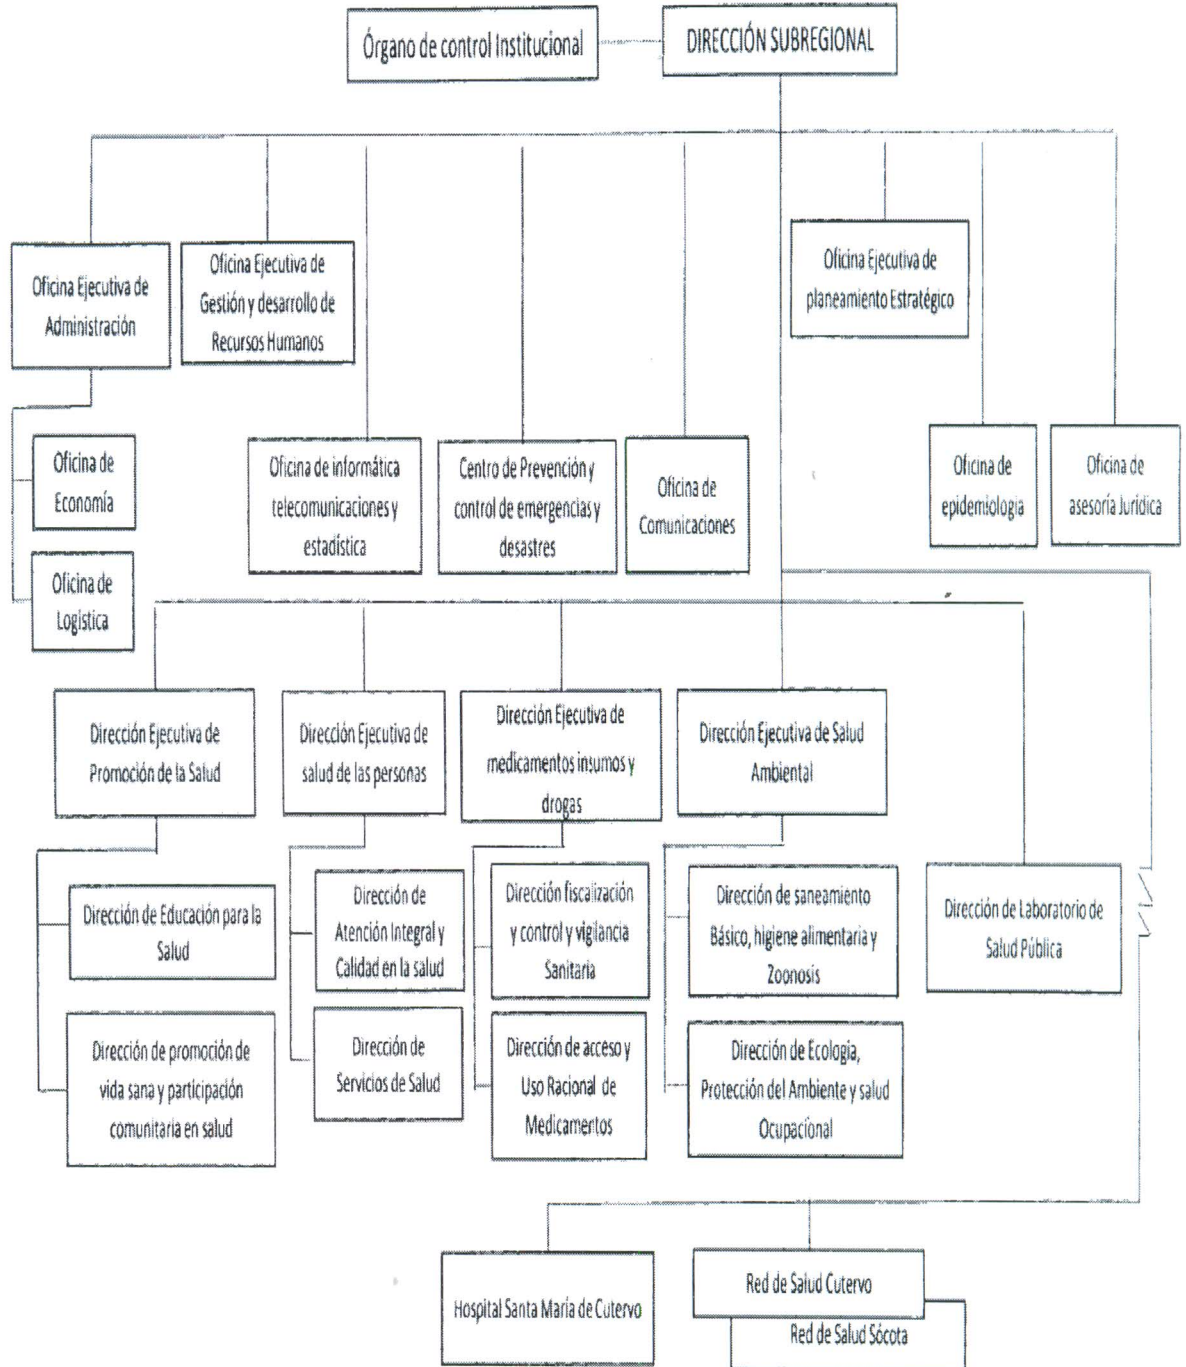 Órgano de control Institucional
DIRECCIÓN SUBREGIONAL
Oficina Ejecutiva de
Administración
Oficina Ejecutiva de
Gestión y desarrollo de
Recursos Humanos
Oficina Ejecutiva de
planeamiento Estratégico
Oficina de
Economía
Oficina de
Logística
Oficina de informática
telecomunicaciones y
estadística
Centro de Prevención y
control de emergencias y
desastres
Oficina de
Comunicaciones
Oficina de
epidemiologia
Oficina de
asesoría Jurídica
Dirección Ejecutiva de
Promoción de la Salud
Dirección Ejecutiva de
salud de las personas
Dirección Ejecutiva de
medicamentos insumos y
drogas
Dirección Ejecutiva de Salud
Ambiental
Dirección de Educación para la
Salud
Dirección de promoción de
vida sana y participación
comunitaria en salud
Dirección de
Atención Integral y
Calidad en la salud
Dirección de
Servicios de Salud
Dirección fiscalización
y control y vigilancia
Sanitaria
Dirección de acceso y
Uso Racional de
Medicamentos
Dirección de saneamiento
Básico, higiene alimentaria y
Zoonosis
Dirección de Ecología,
Protección del Ambiente y salud
Ocupacional
Dirección de Laboratorio de
Salud Pública
Hospital Santa María de Cutervo
Red de Salud Cutervo
Red de Salud Sócota